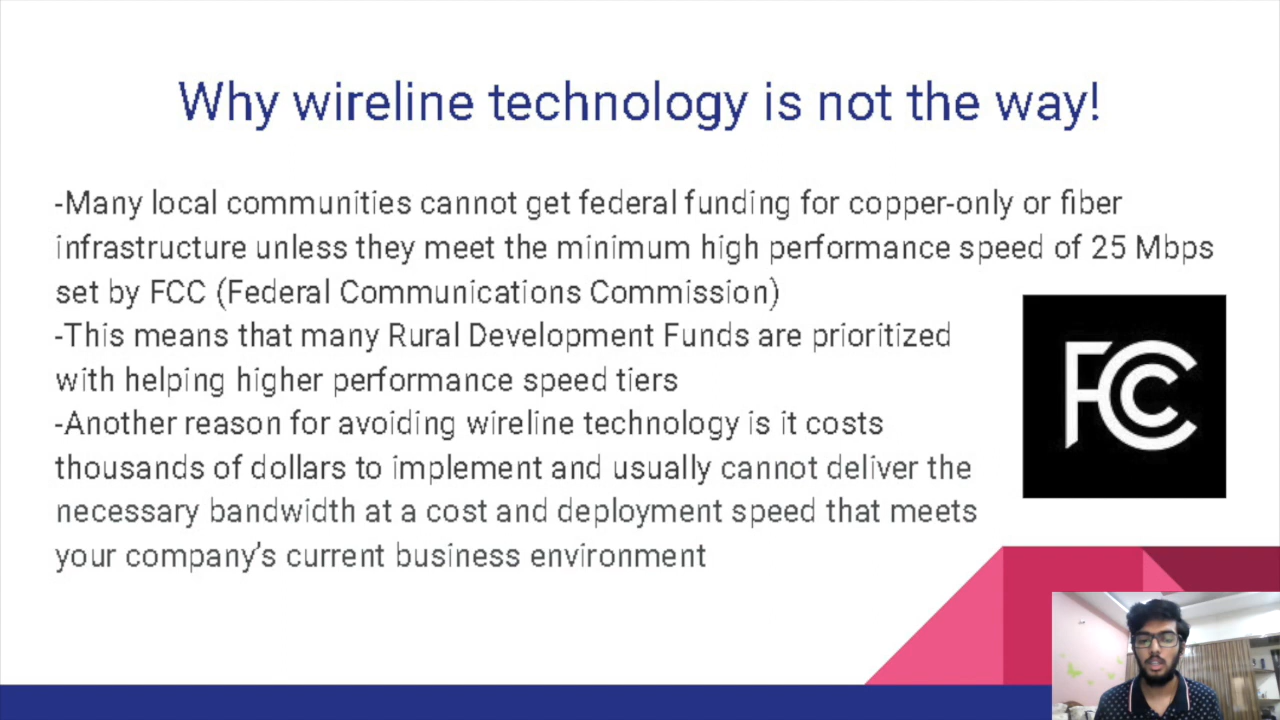 Why wireline technology is not the way!
-Many local communities cannot get federal funding for copper-only or fiber
infrastructure unless they meet the minimum high performance speed of 25 Mbps
set by FCC (Federal Communications Commission)
-This means that many Rural Development Funds are prioritized
with helping higher performance speed tiers
-Another reason for avoiding wireline technology is it costs
thousands of dollars to implement and usually cannot deliver the
necessary bandwidth at a cost and deployment speed that meets
your company's current business environment
FCC